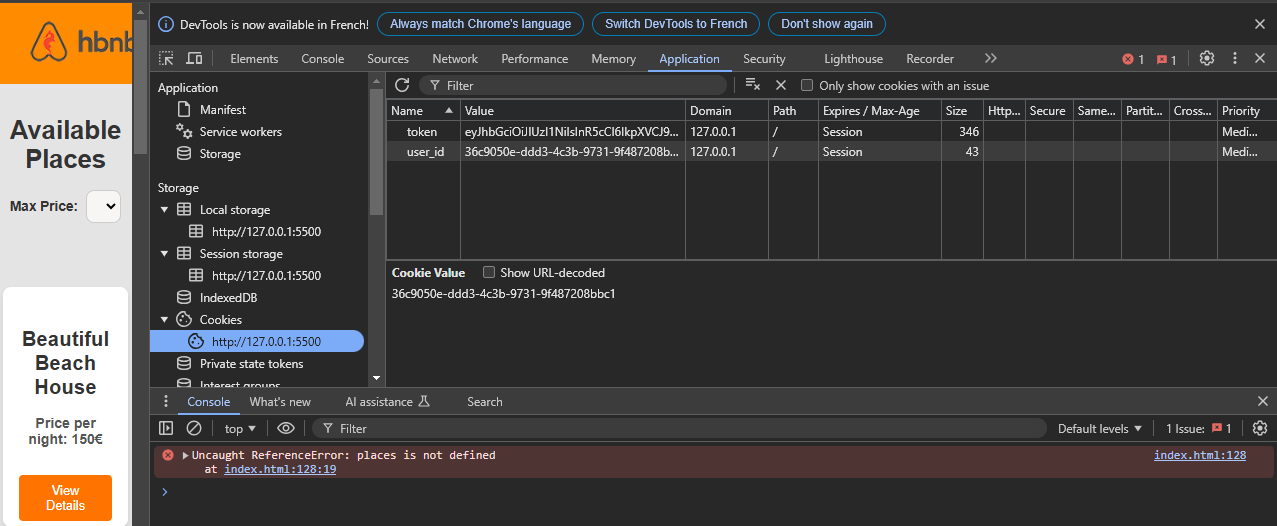 hbnb
Available
Places
Max Price:
Beautiful
Beach
House
Price per
night: 150€
View
Details
DevTools is now available in French!
Always match Chrome's language
Switch DevTools to French
Don't show again
Elements
Console
Sources
Network
Performance
Memory
Application
Security
Lighthouse
Recorder
1
1
Application
Manifest
Service workers
Storage
Storage
Local storage
http://127.0.0.1:5500
Session storage
http://127.0.0.1:5500
IndexedDB
Cookies
http://127.0.0.1:5500
Private state tokens
Interest groups
Filter
Only show cookies with an issue
Name Value Domain Path Expires / Max-Age Size Http... Secure Same... Partit... Cross... Priority
token 127.0.0.1 / Session 346 Medi...
user_id 36c9050e-ddd3-4c3b-9731-9f487208b... 127.0.0.1 / Session 43 Medi...
Cookie Value
Show URL-decoded
36c9050e-ddd3-4c3b-9731-9f487208bbc1
Console
What's new
AI assistance
Search
top
Filter
Default levels
1 Issue: 1
Uncaught ReferenceError: places is not defined
index.html:128
at index.html:128:19